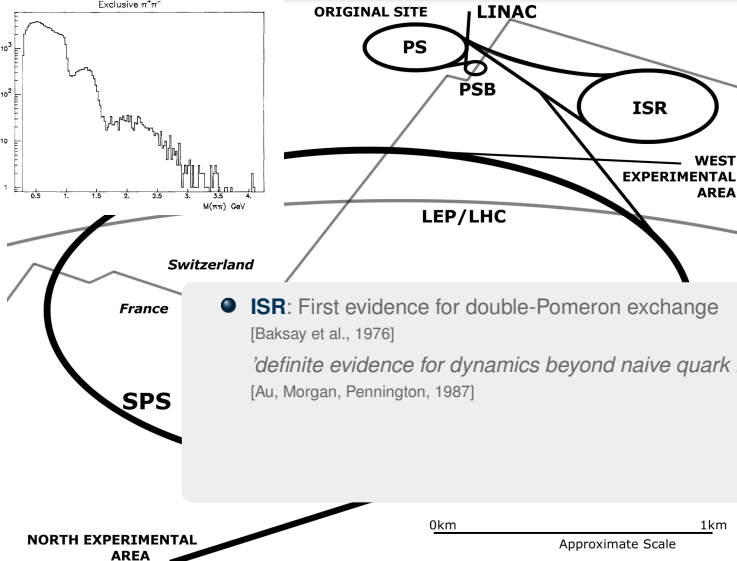 Exclusive π⁺π⁻
10³
10²
10
1
0.5 1. 1.5 2. 2.5 3. 3.5 4.
M(ππ) GeV
ORIGINAL SITE
LINAC
PS
PSB
ISR
WEST
EXPERIMENTAL
AREA
LEP/LHC
Switzerland
France
SPS
ISR: First evidence for double-Pomeron exchange
[Baksay et al., 1976]
'definite evidence for dynamics beyond naive quark
[Au, Morgan, Pennington, 1987]
NORTH EXPERIMENTAL
AREA
0km 1km
Approximate Scale